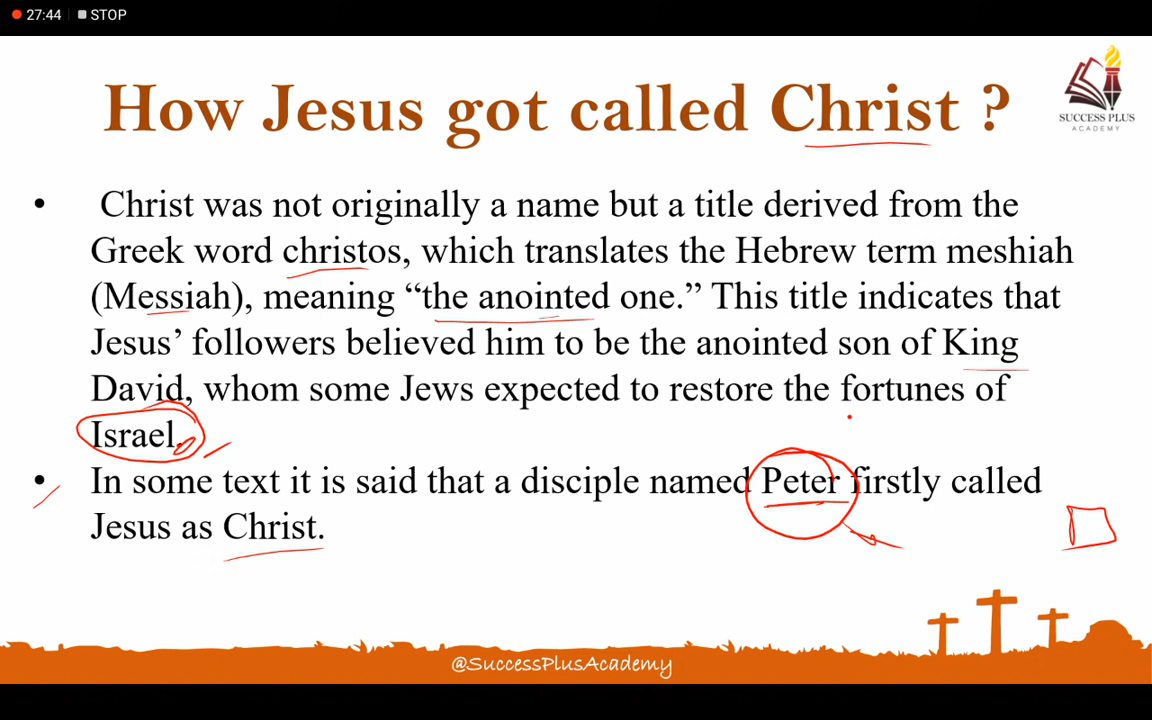 27:44 STOP
How Jesus got called Christ ?
SUCCESS PLUS
ACADEMY
• Christ was not originally a name but a title derived from the
Greek word christos, which translates the Hebrew term meshiah
(Messiah), meaning “the anointed one.” This title indicates that
Jesus’ followers believed him to be the anointed son of King
David, whom some Jews expected to restore the fortunes of
Israel.
• In some text it is said that a disciple named Peter firstly called
Jesus as Christ.
@SuccessPlusAcademy